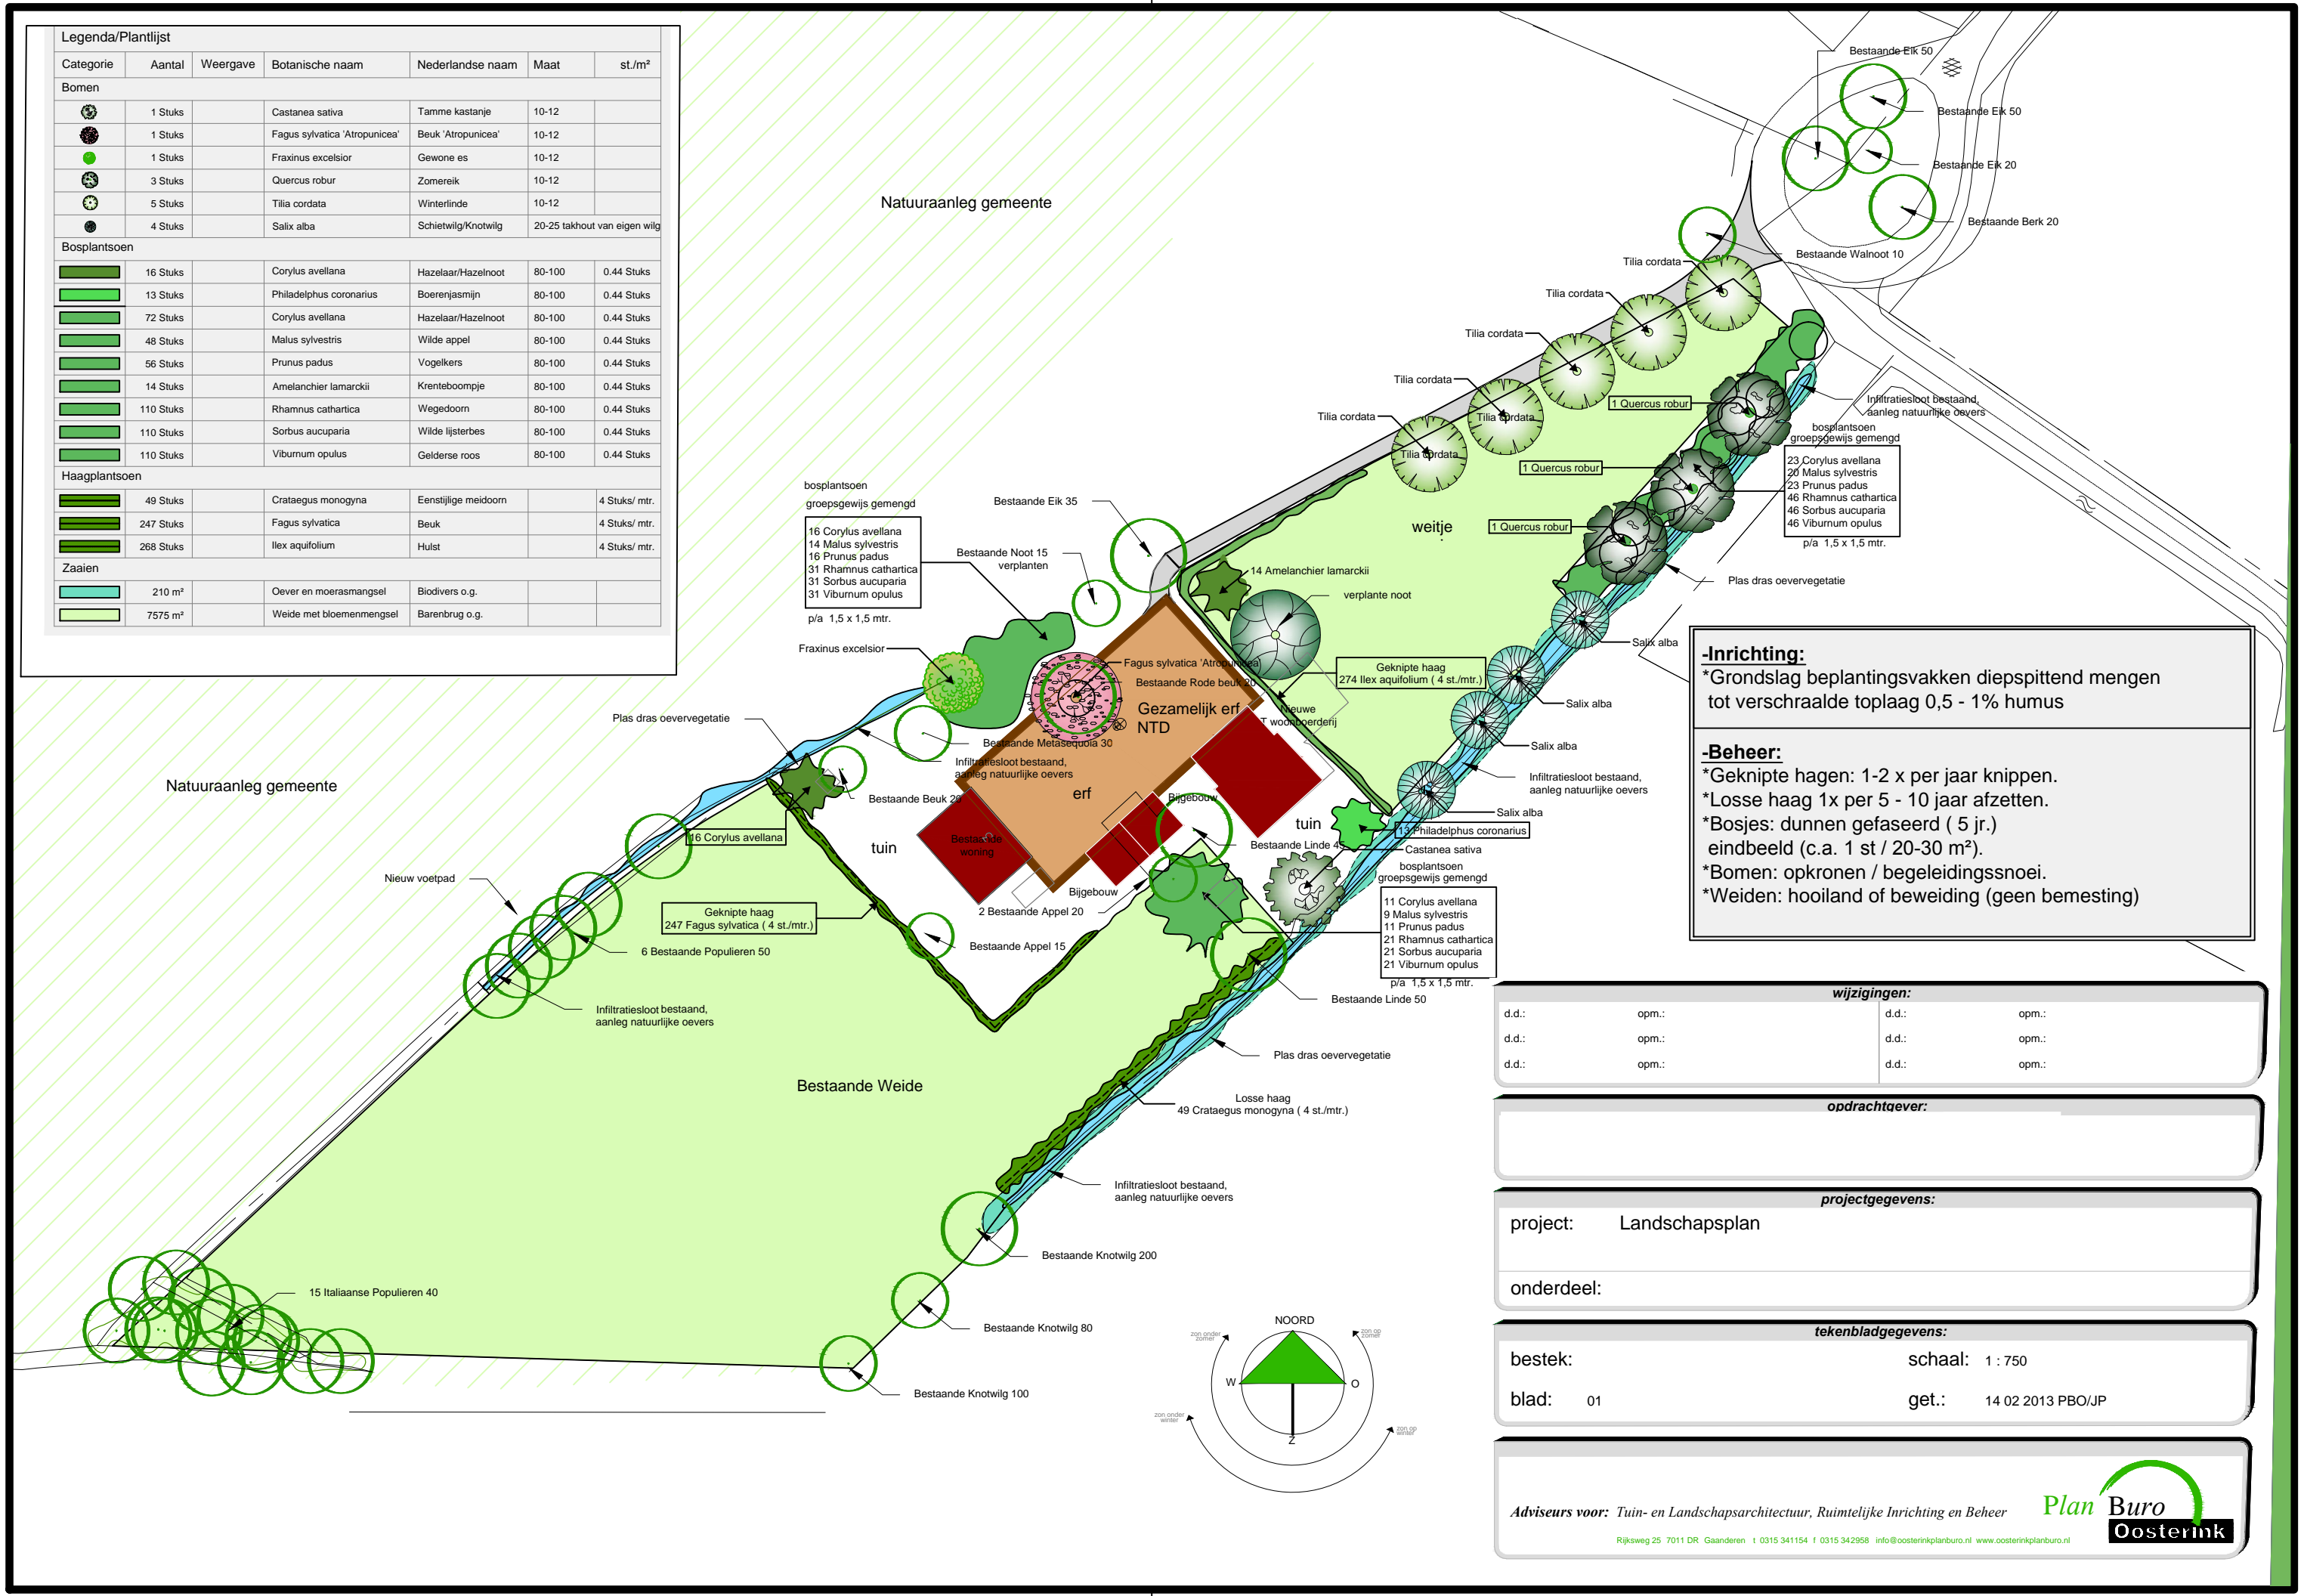 Legenda/Plantlijst
Categorie Aantal Weergave Botanische naam Nederlandse naam Maat st./m²
Bomen
1 Stuks Castanea sativa Tamme kastanje 10-12
1 Stuks Fagus sylvatica 'Atropunicea' Beuk 'Atropunicea' 10-12
1 Stuks Fraxinus excelsior Gewone es 10-12
3 Stuks Quercus robur Zomereik 10-12
5 Stuks Tilia cordata Winterlinde 10-12
4 Stuks Salix alba Schietwilg/Knotwilg 20-25 takhout van eigen wilg
Bosplantsoen
16 Stuks Corylus avellana Hazelaar/Hazelnoot 80-100 0.44 Stuks
13 Stuks Philadelphus coronarius Boerenjasmijn 80-100 0.44 Stuks
72 Stuks Corylus avellana Hazelaar/Hazelnoot 80-100 0.44 Stuks
48 Stuks Malus sylvestris Wilde appel 80-100 0.44 Stuks
56 Stuks Prunus padus Vogelkers 80-100 0.44 Stuks
14 Stuks Amelanchier lamarckii Krenteboompje 80-100 0.44 Stuks
110 Stuks Rhamnus cathartica Wegedoorn 80-100 0.44 Stuks
110 Stuks Sorbus aucuparia Wilde lijsterbes 80-100 0.44 Stuks
110 Stuks Viburnum opulus Gelderse roos 80-100 0.44 Stuks
Haagplantsoen
49 Stuks Crataegus monogyna Eenstijlige meidoorn 4 Stuks/ mtr.
247 Stuks Fagus sylvatica Beuk 4 Stuks/ mtr.
268 Stuks Ilex aquifolium Hulst 4 Stuks/ mtr.
Zaaien
210 m² Oever en moerasmangsel Biodivers o.g.
7575 m² Weide met bloemenmengsel Barenbrug o.g.
Natuuraanleg gemeente
Bestaande Eik 50
Bestaande Eik 50
Bestaande Eik 20
Bestaande Berk 20
Bestaande Walnoot 10
Tilia cordata
Tilia cordata
Tilia cordata
Tilia cordata
Tilia cordata
Tilia cordata
Tilia cordata
1 Quercus robur
1 Quercus robur
1 Quercus robur
Infiltratiesloot bestaand,
aanleg natuurlijke oevers
bosplantsoen
groepsgewijs gemengd
23 Corylus avellana
20 Malus sylvestris
23 Prunus padus
46 Rhamnus cathartica
46 Sorbus aucuparia
46 Viburnum opulus
p/a 1,5 x 1,5 mtr.
Plas dras oevervegetatie
weitje
bosplantsoen
groepsgewijs gemengd
16 Corylus avellana
14 Malus sylvestris
16 Prunus padus
31 Rhamnus cathartica
31 Sorbus aucuparia
31 Viburnum opulus
p/a 1,5 x 1,5 mtr.
Bestaande Eik 35
Bestaande Noot 15
verplanten
14 Amelanchier lamarckii
verplante noot
Fraxinus excelsior
Fagus sylvatica 'Atropunicea'
Bestaande Rode beuk 20
Geknipte haag
274 Ilex aquifolium ( 4 st./mtr.)
Gezamelijk erf
NTD
Nieuwe
T woonboerderij
Salix alba
Salix alba
Salix alba
Salix alba
Infiltratiesloot bestaand,
aanleg natuurlijke oevers
Plas dras oevervegetatie
Bestaande Metasequoia 30
Infiltratiesloot bestaand,
aanleg natuurlijke oevers
Bestaande Beuk 20
erf
Bijgebouw
Natuuraanleg gemeente
16 Corylus avellana
tuin
Bestaande
woning
tuin
13 Philadelphus coronarius
Castanea sativa
Bestaande Linde 45
Bijgebouw
2 Bestaande Appel 20
bosplantsoen
groepsgewijs gemengd
11 Corylus avellana
9 Malus sylvestris
11 Prunus padus
21 Rhamnus cathartica
21 Sorbus aucuparia
21 Viburnum opulus
p/a 1,5 x 1,5 mtr.
Nieuw voetpad
Geknipte haag
247 Fagus sylvatica ( 4 st./mtr.)
Bestaande Appel 15
6 Bestaande Populieren 50
Infiltratiesloot bestaand,
aanleg natuurlijke oevers
Bestaande Linde 50
Plas dras oevervegetatie
Bestaande Weide
Losse haag
49 Crataegus monogyna ( 4 st./mtr.)
Infiltratiesloot bestaand,
aanleg natuurlijke oevers
Bestaande Knotwilg 200
15 Italiaanse Populieren 40
Bestaande Knotwilg 80
Bestaande Knotwilg 100
NOORD
W
O
Z
zon onder
zomer
zon op
zomer
zon onder
winter
zon op
winter
-Inrichting:
*Grondslag beplantingsvakken diepspittend mengen
tot verschraalde toplaag 0,5 - 1% humus
-Beheer:
*Geknipte hagen: 1-2 x per jaar knippen.
*Losse haag 1x per 5 - 10 jaar afzetten.
*Bosjes: dunnen gefaseerd ( 5 jr.)
eindbeeld (c.a. 1 st / 20-30 m²).
*Bomen: opkronen / begeleidingssnoei.
*Weiden: hooiland of beweiding (geen bemesting)
wijzigingen:
d.d.: opm.: d.d.: opm.:
d.d.: opm.: d.d.: opm.:
d.d.: opm.: d.d.: opm.:
opdrachtgever:
projectgegevens:
project: Landschapsplan
onderdeel:
tekenbladgegevens:
bestek: schaal: 1 : 750
blad: 01 get.: 14 02 2013 PBO/JP
Adviseurs voor: Tuin- en Landschapsarchitectuur, Ruimtelijke Inrichting en Beheer
Plan Buro
Oosterink
Rijksweg 25 7011 DR Gaanderen t 0315 341154 f 0315 342958 info@oosterinkplanburo.nl www.oosterinkplanburo.nl